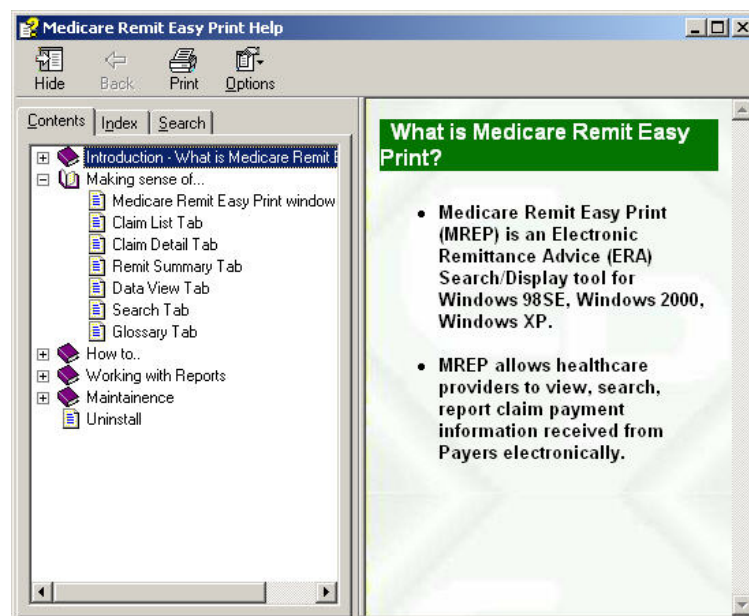 Medicare Remit Easy Print Help
Hide Back Print Options
Contents Index Search
Introduction - What is Medicare Remit E
Making sense of...
Medicare Remit Easy Print window
Claim List Tab
Claim Detail Tab
Remit Summary Tab
Data View Tab
Search Tab
Glossary Tab
How to..
Working with Reports
Maintainence
Uninstall
What is Medicare Remit Easy
Print?
• Medicare Remit Easy Print
(MREP) is an Electronic
Remittance Advice (ERA)
Search/Display tool for
Windows 98SE, Windows 2000,
Windows XP.
• MREP allows healthcare
providers to view, search,
report claim payment
information received from
Payers electronically.